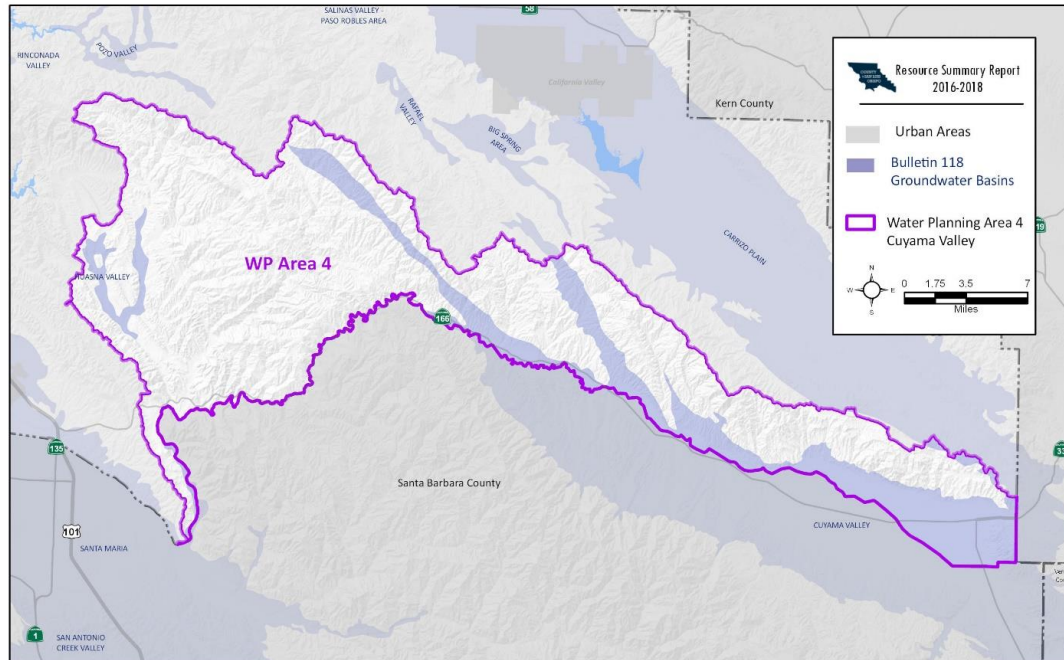 SALINAS VALLEY -
PASO ROBLES AREA
58
POZO VALLEY
RINCONADA
VALLEY
California Valley
Kern County
RAFAEL
VALLEY
BIG SPRING
AREA
Resource Summary Report
2016-2018
Urban Areas
Bulletin 118
Groundwater Basins
Water Planning Area 4
Cuyama Valley
N
W
E
S
0 1.75 3.5 7
Miles
CARRIZO PLAIN
WP Area 4
HUASNA VALLEY
166
135
33
Santa Barbara County
101
CUYAMA VALLEY
SANTA MARIA
1
SAN ANTONIO
CREEK VALLEY